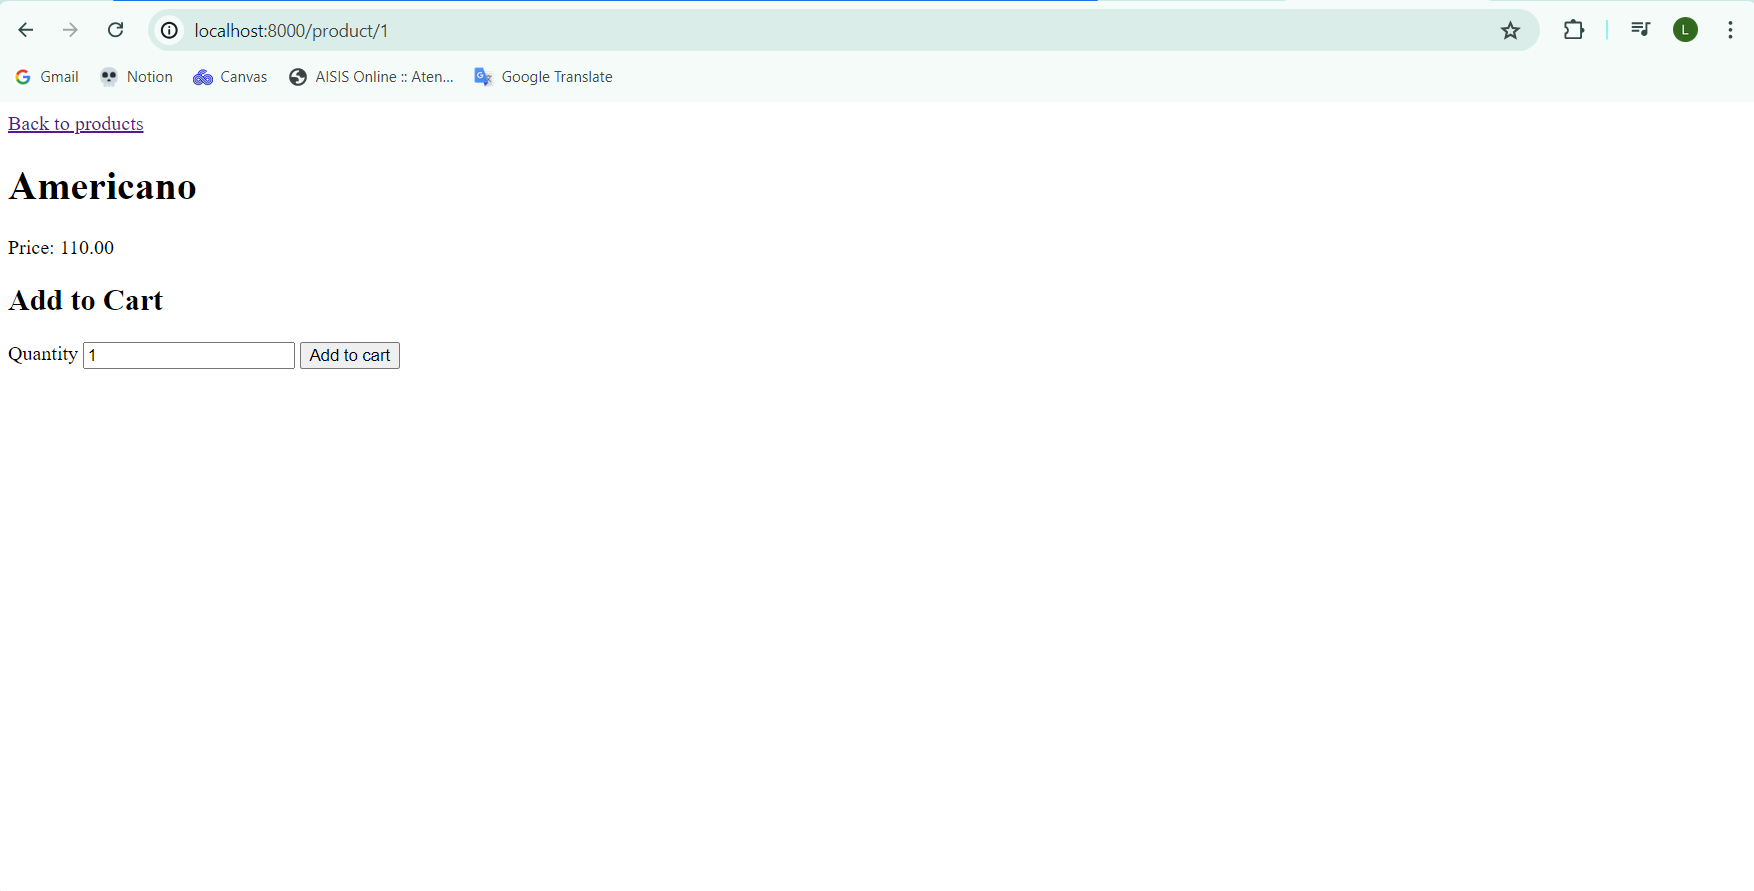 localhost:8000/product/1
L
Gmail Notion Canvas AISIS Online :: Aten... Google Translate
Back to products
Americano
Price: 110.00
Add to Cart
Quantity 1 Add to cart